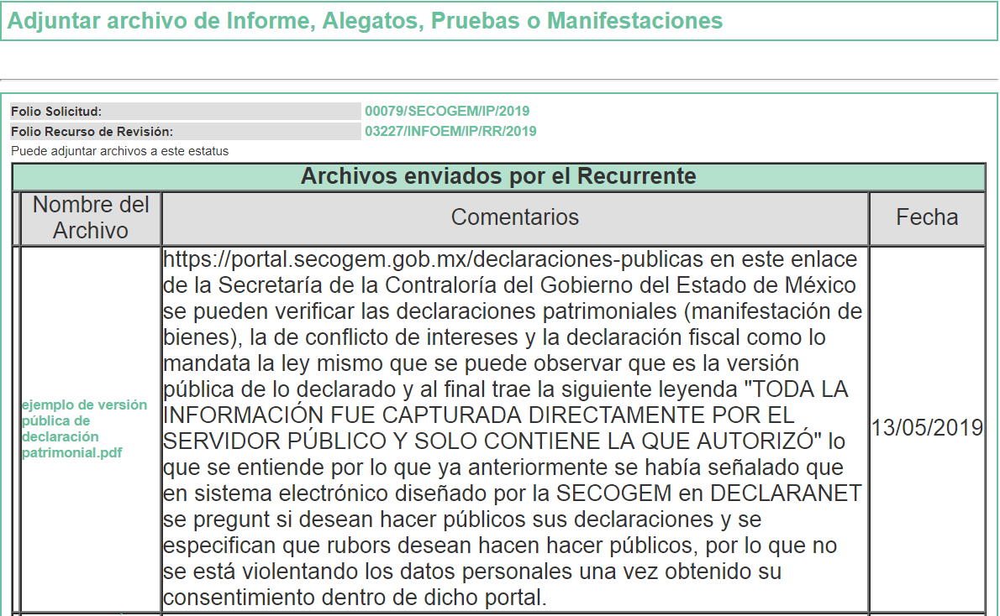 Adjuntar archivo de Informe, Alegatos, Pruebas o Manifestaciones
Folio Solicitud: 00079/SECOGEM/IP/2019
Folio Recurso de Revisión: 03227/INFOEM/IP/RR/2019
Puede adjuntar archivos a este estatus
Archivos enviados por el Recurrente
Nombre del
Archivo
Comentarios
Fecha
ejemplo de versión
pública de
declaración
patrimonial.pdf
https://portal.secogem.gob.mx/declaraciones-publicas en este enlace
de la Secretaría de la Contraloría del Gobierno del Estado de México
se pueden verificar las declaraciones patrimoniales (manifestación de
bienes), la de conflicto de intereses y la declaración fiscal como lo
mandata la ley mismo que se puede observar que es la versión
pública de lo declarado y al final trae la siguiente leyenda "TODA LA
INFORMACIÓN FUE CAPTURADA DIRECTAMENTE POR EL
SERVIDOR PÚBLICO Y SOLO CONTIENE LA QUE AUTORIZÓ" lo
que se entiende por lo que ya anteriormente se había señalado que
en sistema electrónico diseñado por la SECOGEM en DECLARANET
se pregunt si desean hacer públicos sus declaraciones y se
especifican que rubors desean hacen hacer públicos, por lo que no
se está violentando los datos personales una vez obtenido su
consentimiento dentro de dicho portal.
13/05/2019